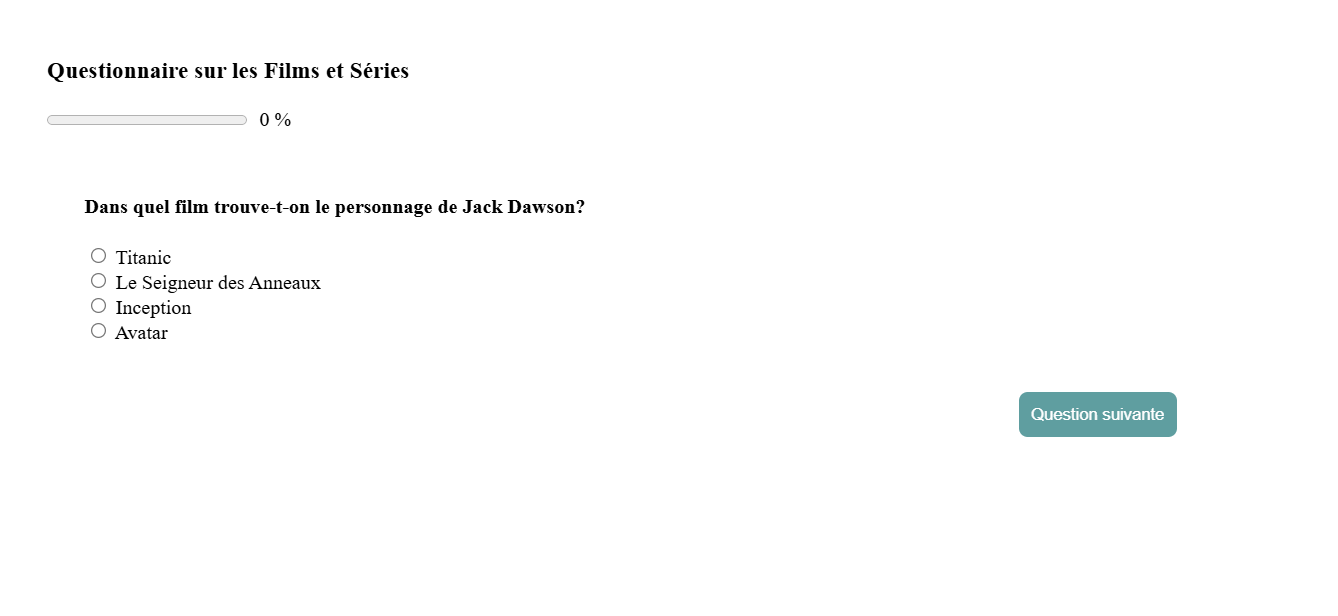 Questionnaire sur les Films et Séries
0 %
Dans quel film trouve-t-on le personnage de Jack Dawson?
Titanic
Le Seigneur des Anneaux
Inception
Avatar
Question suivante